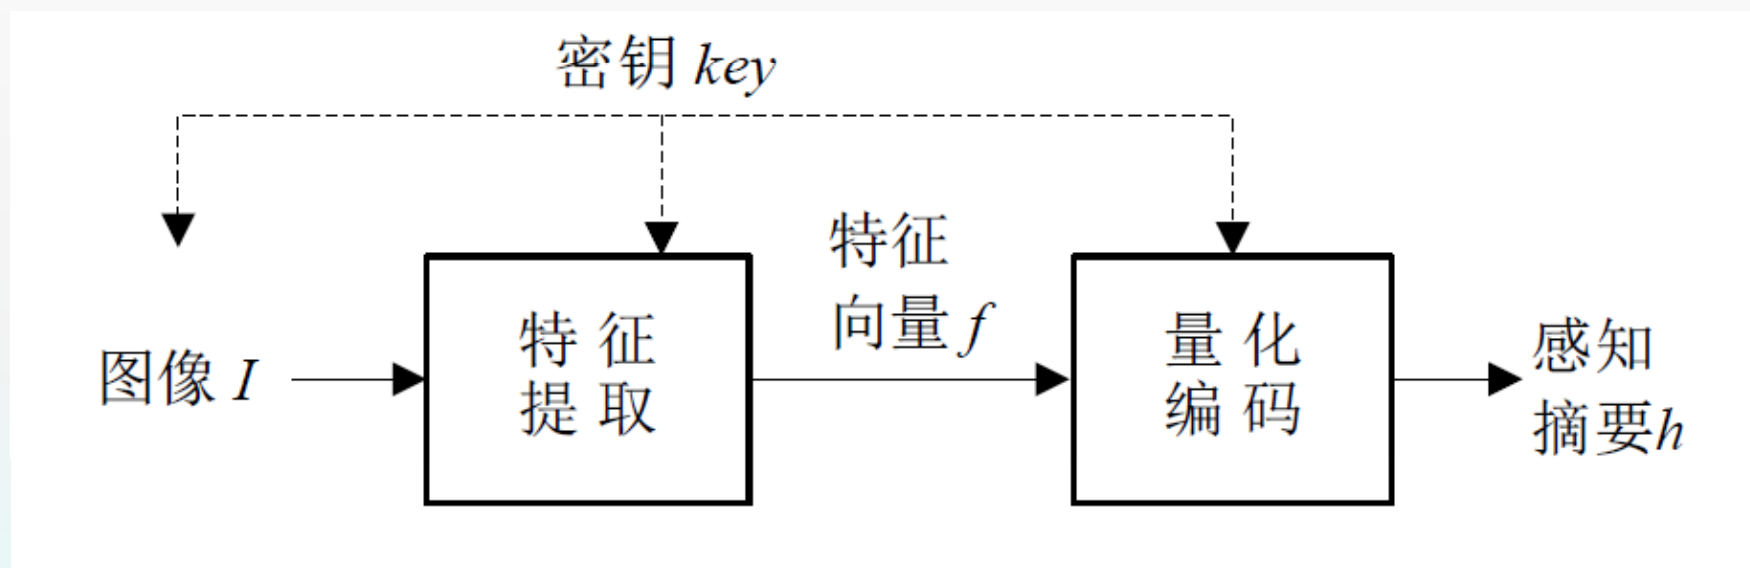 密钥 key
特征
向量 f
图像 I
特 征
提 取
量 化
编 码
感知
摘要h